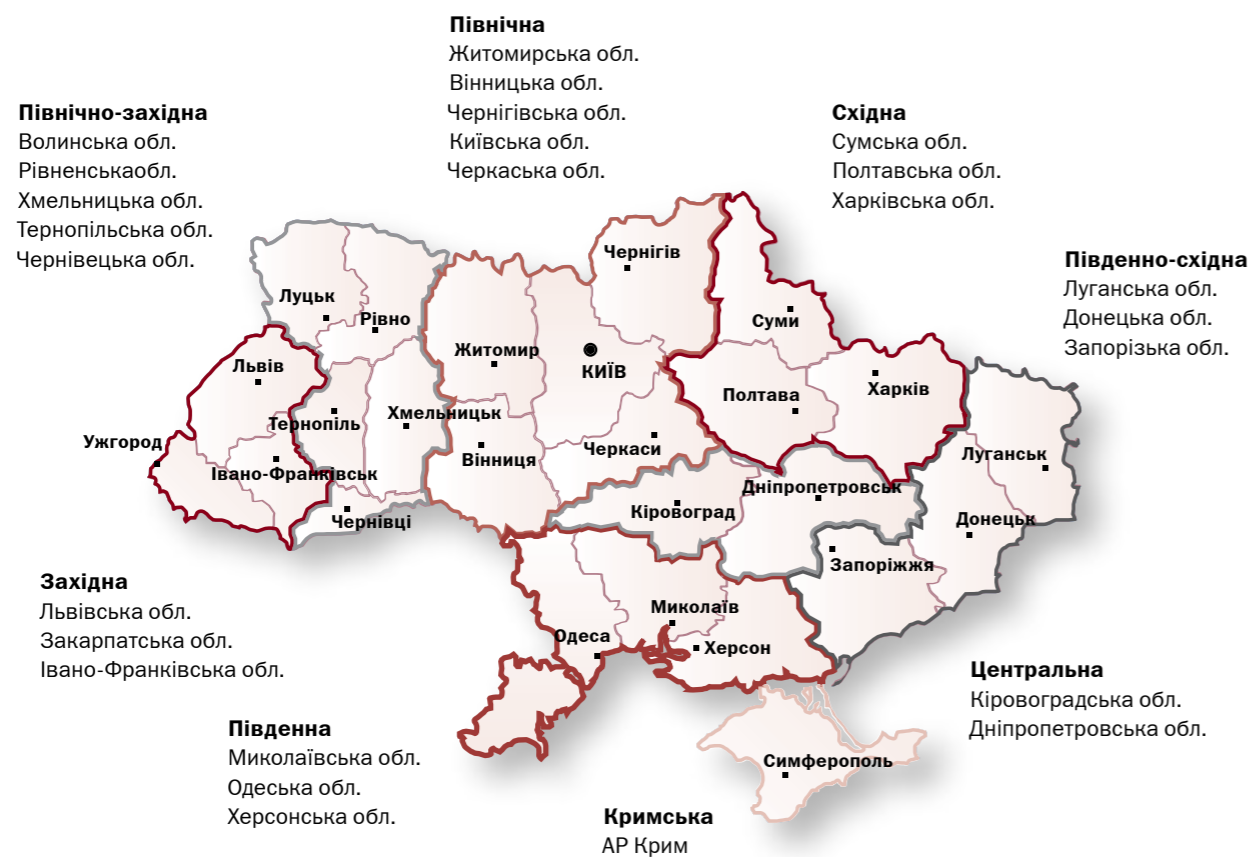 Північна
Житомирська обл.
Вінницька обл.
Чернігівська обл.
Київська обл.
Черкаська обл.
Північно-західна
Волинська обл.
Рівненськаобл.
Хмельницька обл.
Тернопільська обл.
Чернівецька обл.
Східна
Сумська обл.
Полтавська обл.
Харківська обл.
Південно-східна
Луганська обл.
Донецька обл.
Запорізька обл.
Чернігів
Луцьк
Рівно
Суми
Житомир
КИЇВ
Львів
Полтава
Харків
Тернопіль
Хмельницьк
Ужгород
Івано-Франківськ
Вінниця
Черкаси
Луганськ
Дніпропетровськ
Кіровоград
Чернівці
Донецьк
Запоріжжя
Миколаїв
Одеса
Херсон
Симферополь
Західна
Львівська обл.
Закарпатська обл.
Івано-Франківська обл.
Південна
Миколаївська обл.
Одеська обл.
Херсонська обл.
Центральна
Кіровоградська обл.
Дніпропетровська обл.
Кримська
АР Крим